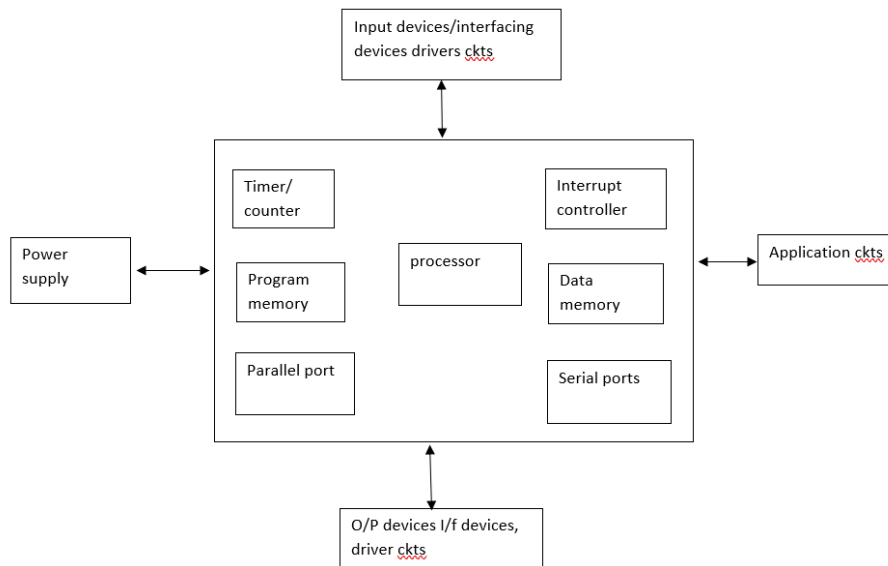 Input devices/interfacing
devices drivers ckts
Timer/
counter
Interrupt
controller
Power
supply
processor
Application ckts
Program
memory
Data
memory
Parallel port
Serial ports
O/P devices I/f devices,
driver ckts